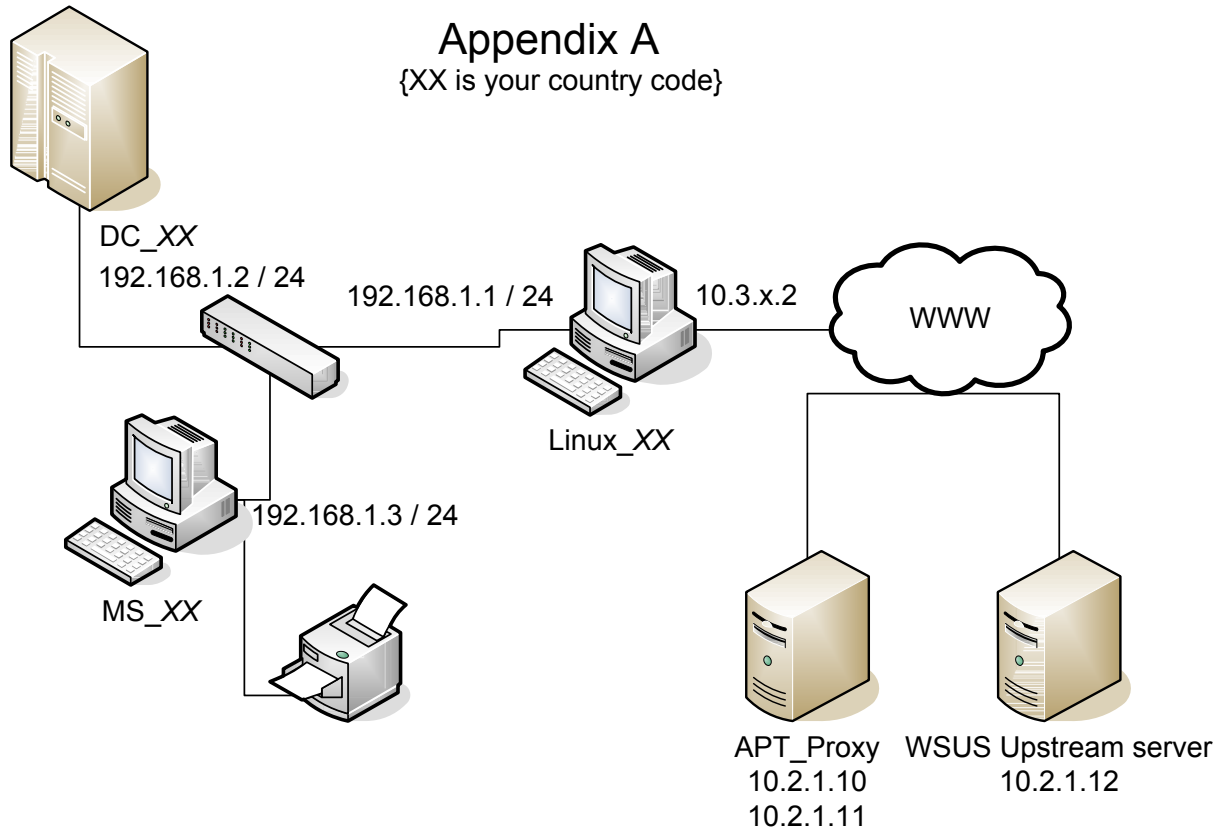 Appendix A
{XX is your country code}
DC_XX
192.168.1.2 / 24
192.168.1.1 / 24
10.3.x.2
WWW
Linux_XX
192.168.1.3 / 24
MS_XX
APT_Proxy
10.2.1.10
10.2.1.11
WSUS Upstream server
10.2.1.12